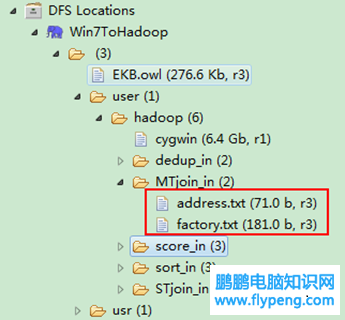 DFS Locations
Win7ToHadoop
(3)
EKB.owl (276.6 Kb, r3)
user (1)
hadoop (6)
cygwin (6.4 Gb, r1)
dedup_in (2)
MTjoin_in (2)
address.txt (71.0 b, r3)
factory.txt (181.0 b, r3)
score_in (3)
sort_in (3)
STjoin_in (2)
usr (1)
鹏鹏电脑知识网
www.flypeng.com